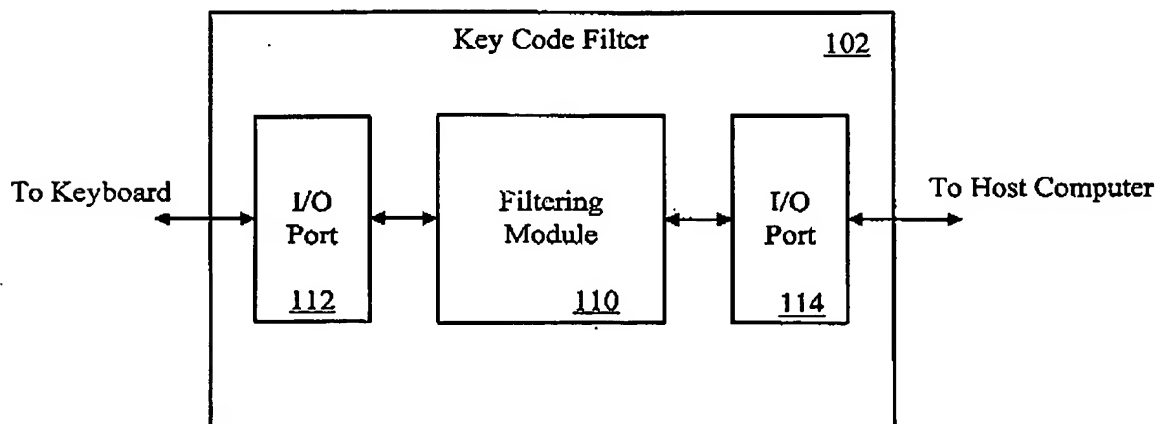 Key Code Filter
102
To Keyboard
I/O
Port
112
Filtering
Module
110
I/O
Port
114
To Host Computer